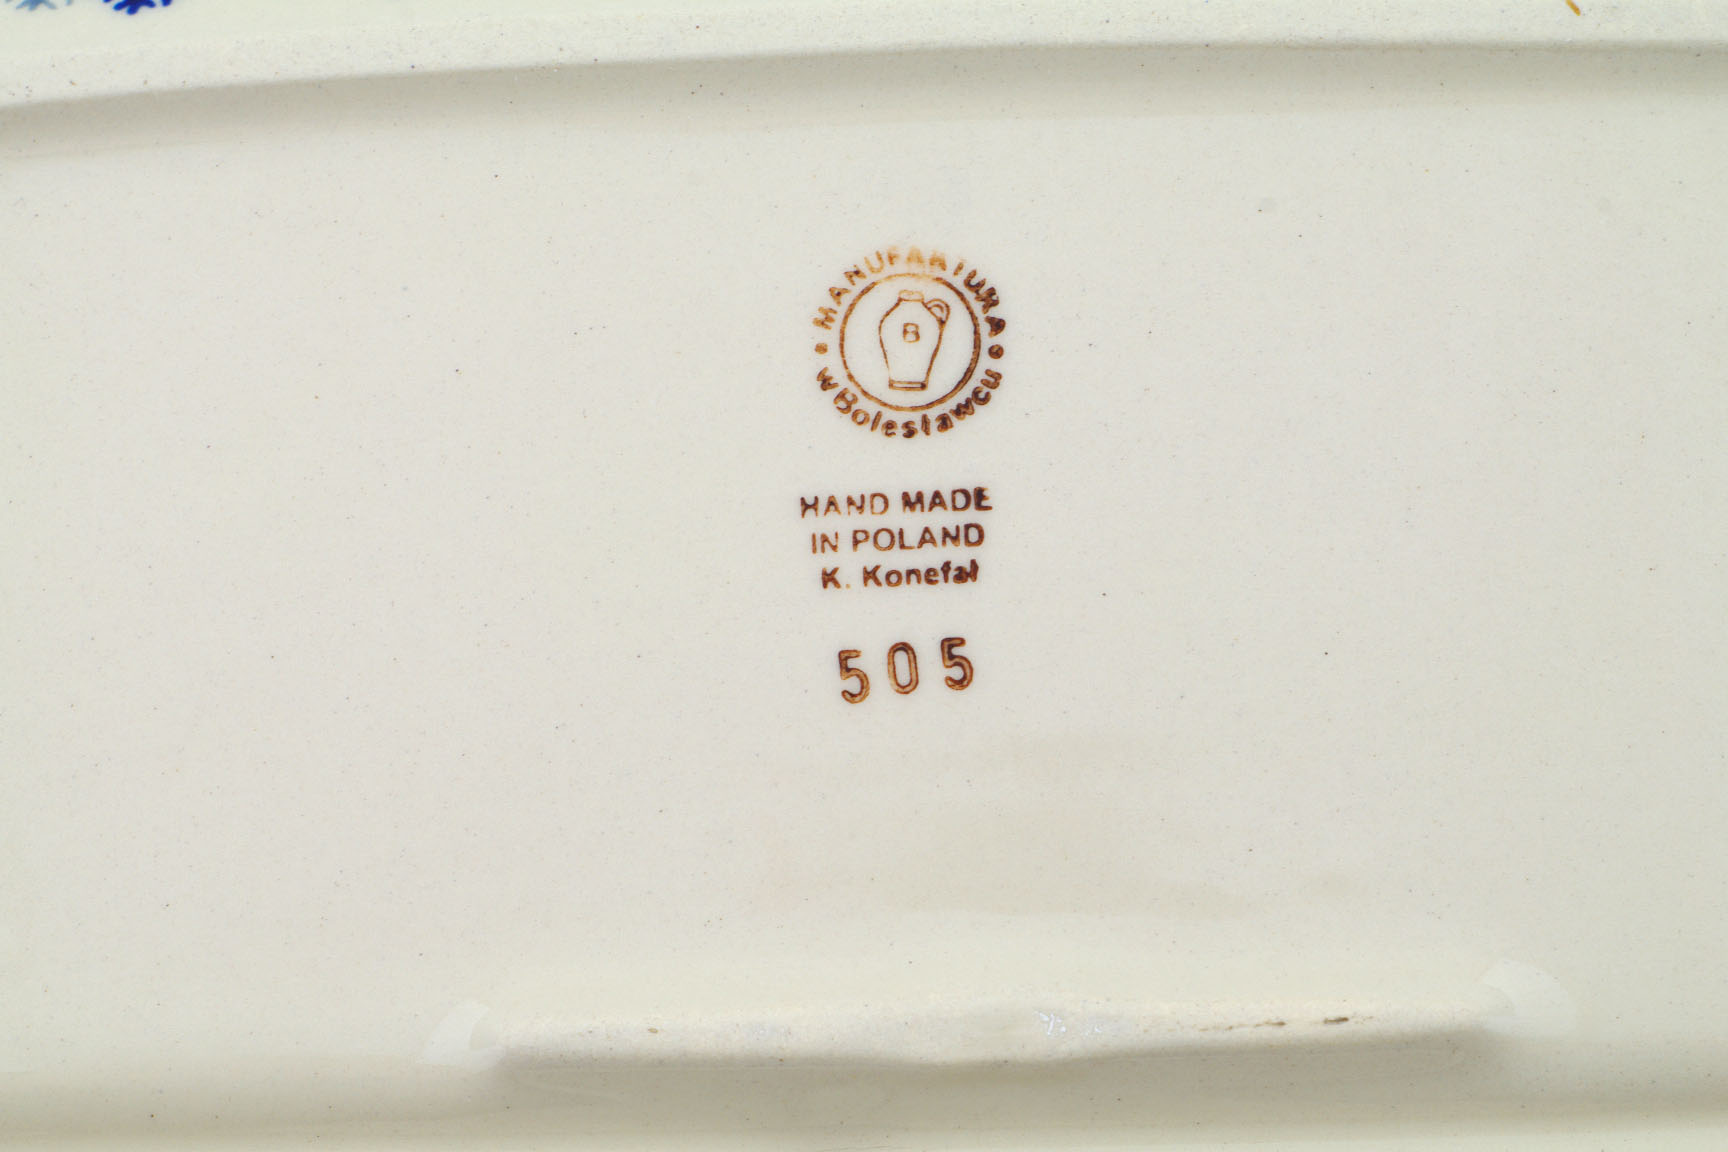 MANUFAKTURA
w Bolesławcu
B
HAND MADE
IN POLAND
K. Konefał
505